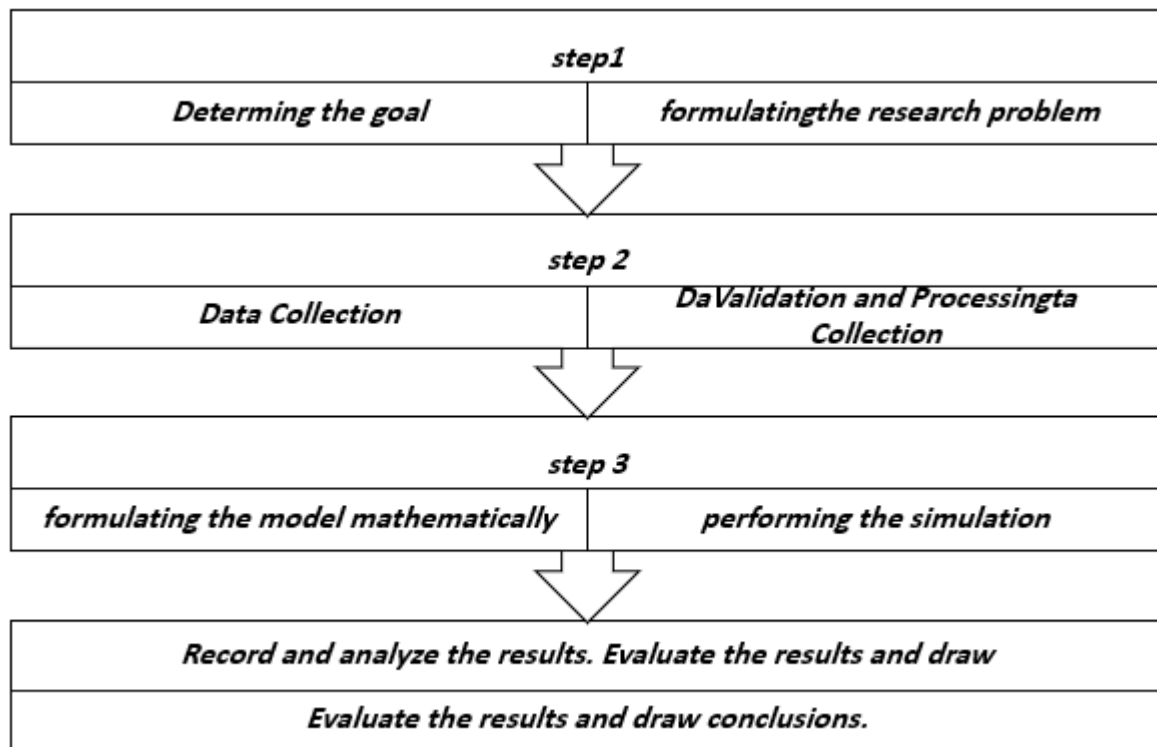 step1
Determing the goal
formulatingthe research problem
step 2
Data Collection
DaValidation and Processingta
Collection
step 3
formulating the model mathematically
performing the simulation
Record and analyze the results. Evaluate the results and draw
Evaluate the results and draw conclusions.